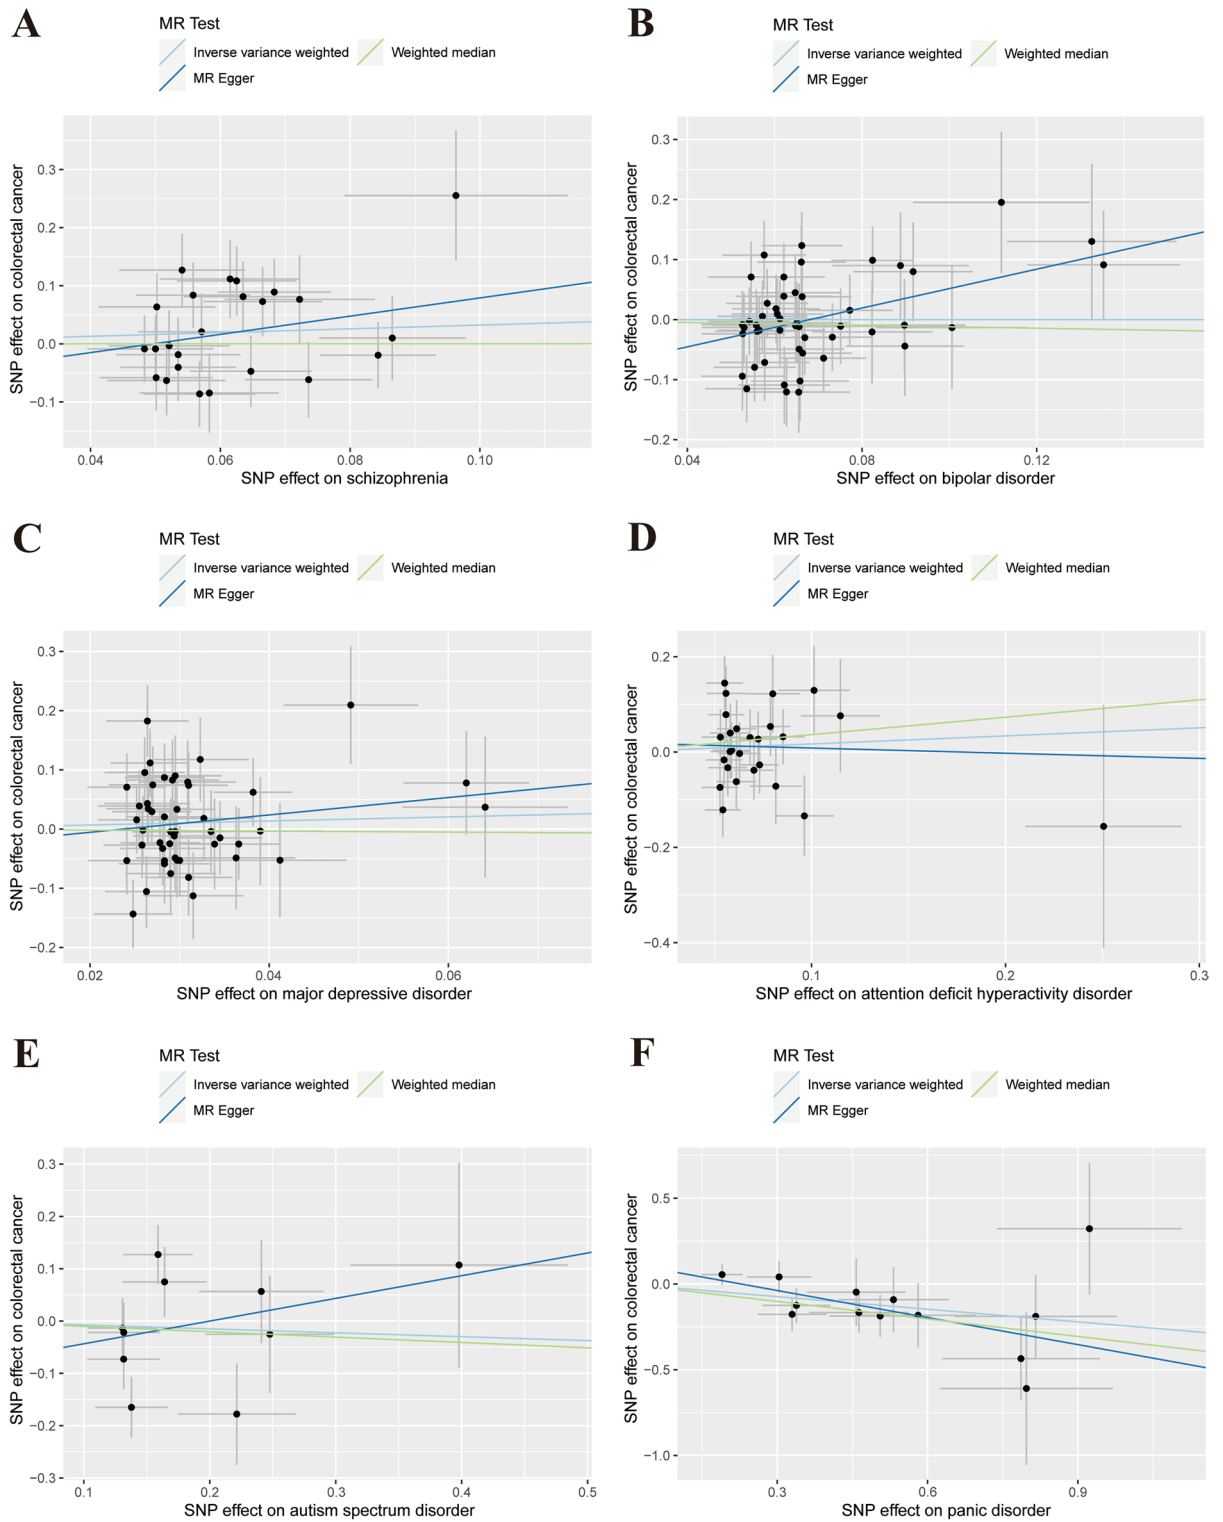 A
MR Test
Inverse variance weighted
Weighted median
MR Egger
0.3
0.2
0.1
0.0
−0.1
SNP effect on colorectal cancer
0.04
0.06
0.08
0.10
SNP effect on schizophrenia
B
MR Test
Inverse variance weighted
Weighted median
MR Egger
0.3
0.2
0.1
0.0
−0.1
−0.2
SNP effect on colorectal cancer
0.04
0.08
0.12
SNP effect on bipolar disorder
C
MR Test
Inverse variance weighted
Weighted median
MR Egger
0.3
0.2
0.1
0.0
−0.1
−0.2
SNP effect on colorectal cancer
0.02
0.04
0.06
SNP effect on major depressive disorder
D
MR Test
Inverse variance weighted
Weighted median
MR Egger
0.2
0.0
−0.2
−0.4
SNP effect on colorectal cancer
0.1
0.2
0.3
SNP effect on attention deficit hyperactivity disorder
E
MR Test
Inverse variance weighted
Weighted median
MR Egger
0.3
0.2
0.1
0.0
−0.1
−0.2
−0.3
SNP effect on colorectal cancer
0.1
0.2
0.3
0.4
0.5
SNP effect on autism spectrum disorder
F
MR Test
Inverse variance weighted
Weighted median
MR Egger
0.5
0.0
−0.5
−1.0
SNP effect on colorectal cancer
0.3
0.6
0.9
SNP effect on panic disorder